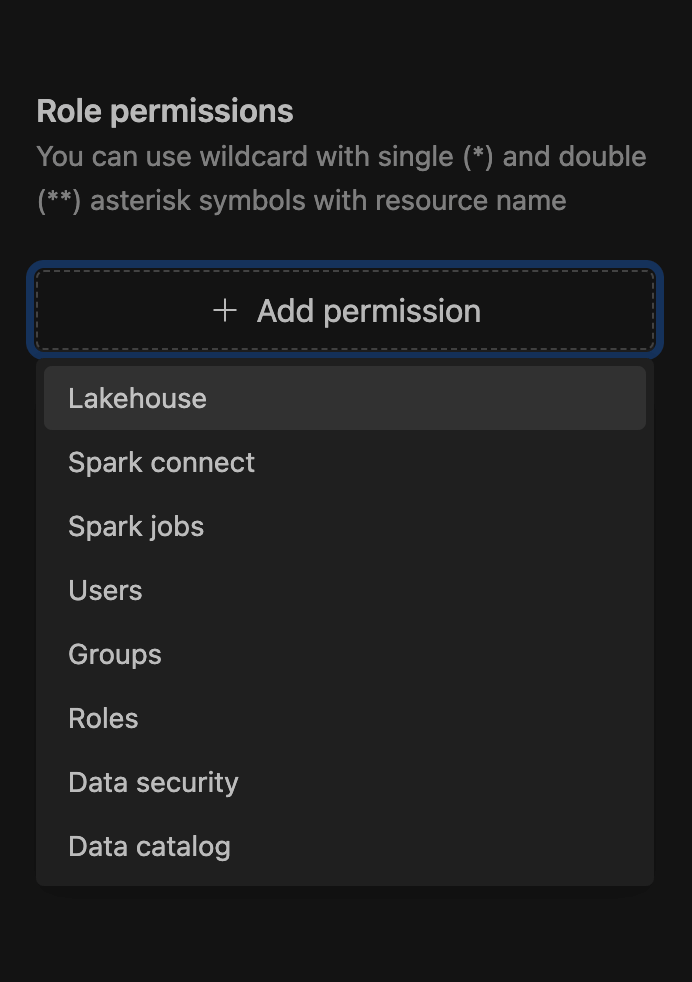 Role permissions
You can use wildcard with single (*) and double
(**) asterisk symbols with resource name
+ Add permission
Lakehouse
Spark connect
Spark jobs
Users
Groups
Roles
Data security
Data catalog